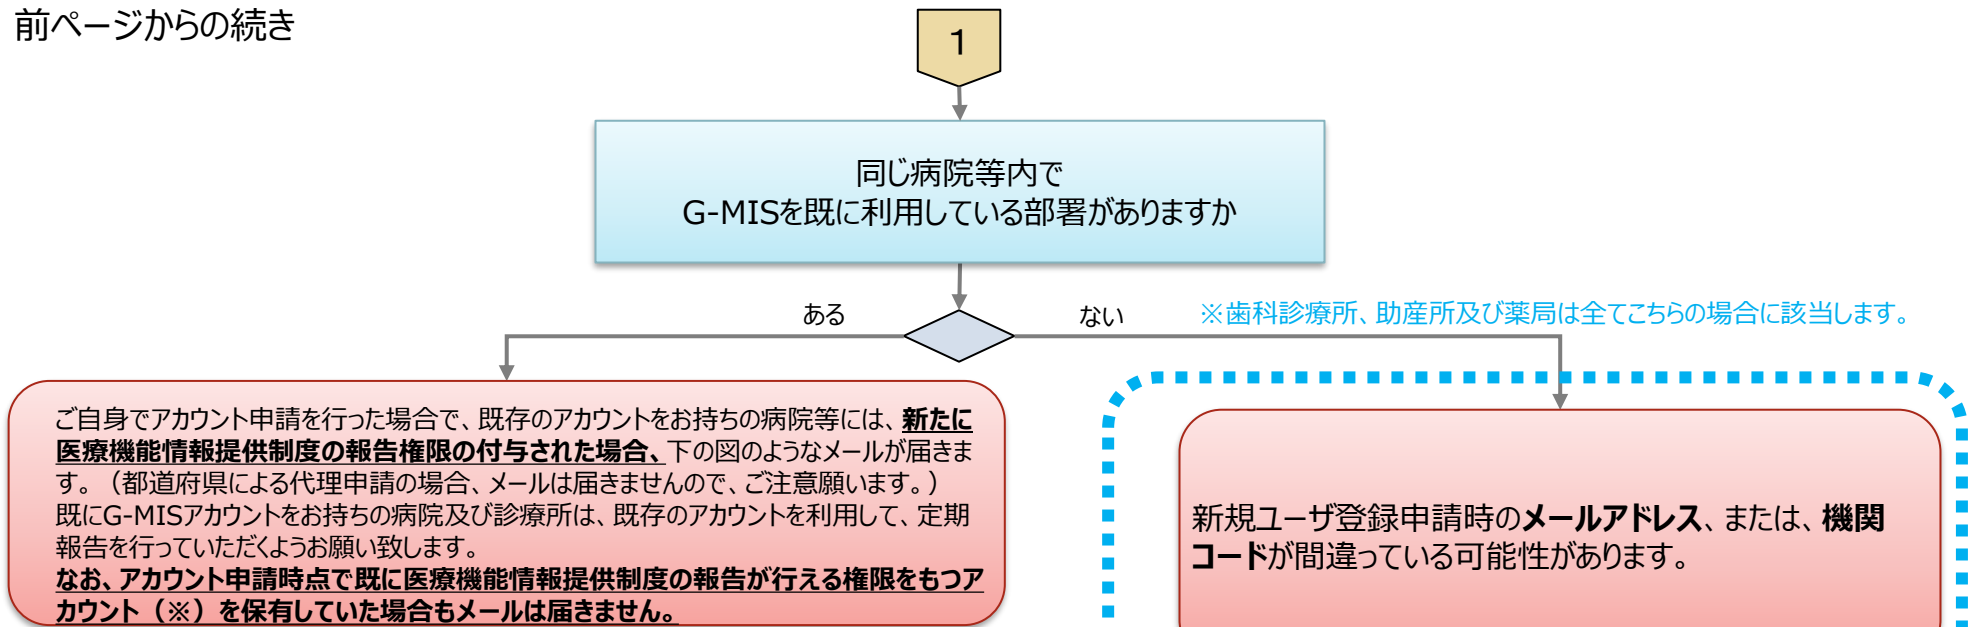 前ページからの続き
1
同じ病院等内で
G-MISを既に利用している部署がありますか
ある
ない
※歯科診療所、助産所及び薬局は全てこちらの場合に該当します。
ご自身でアカウント申請を行った場合で、既存のアカウントをお持ちの病院等には、新たに
医療機能情報提供制度の報告権限の付与された場合、下の図のようなメールが届きま
す。（都道府県による代理申請の場合、メールは届きませんので、ご注意願います。）
既にG-MISアカウントをお持ちの病院及び診療所は、既存のアカウントを利用して、定期
報告を行っていただくようお願い致します。
なお、アカウント申請時点で既に医療機能情報提供制度の報告が行える権限をもつア
カウント（※）を保有していた場合もメールは届きません。
新規ユーザ登録申請時のメールアドレス、または、機関
コードが間違っている可能性があります。